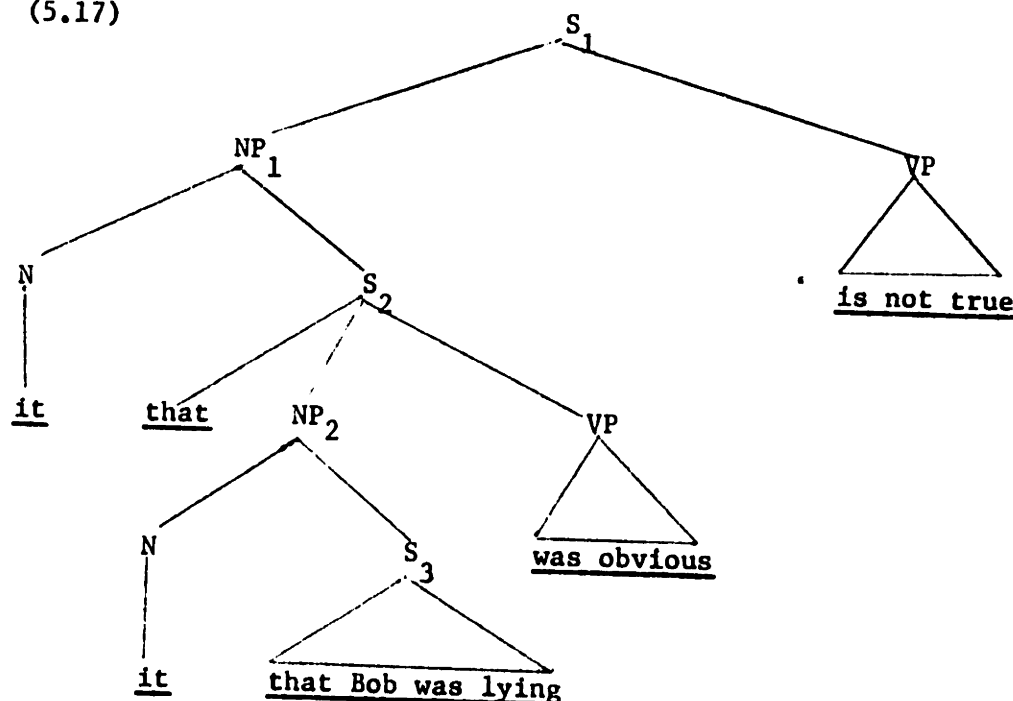 (5.17)
S1
NP1 VP
N S2 is not true
it that NP2 VP
N S3 was obvious
it that Bob was lying